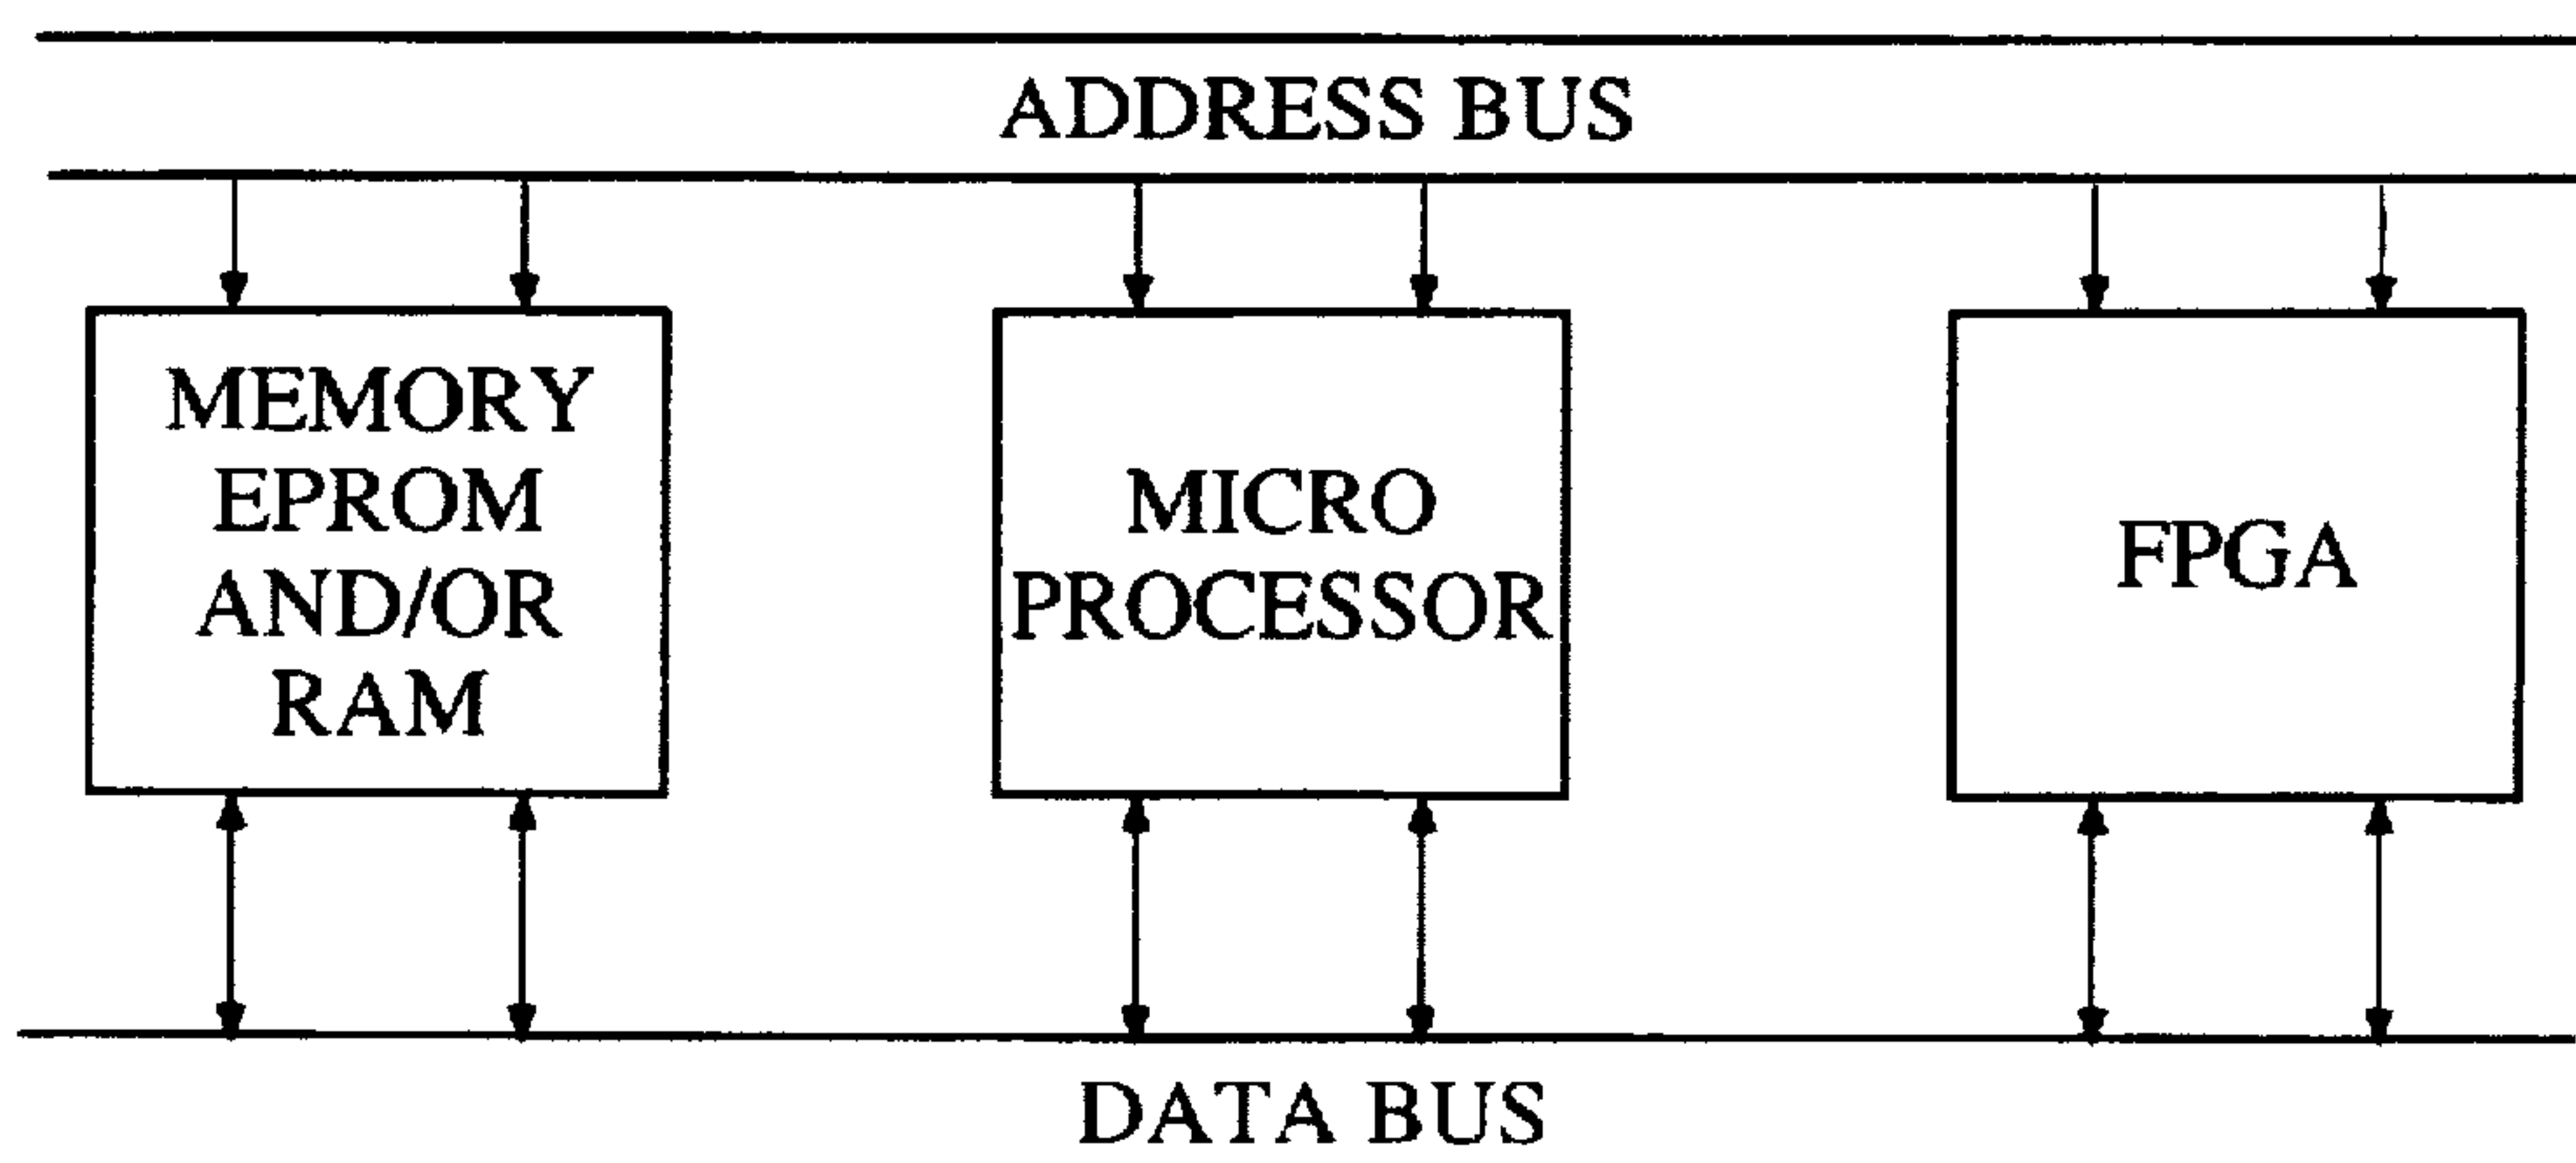 ADDRESS BUS
MEMORY
EPROM
AND/OR
RAM
MICRO
PROCESSOR
FPGA
DATA BUS